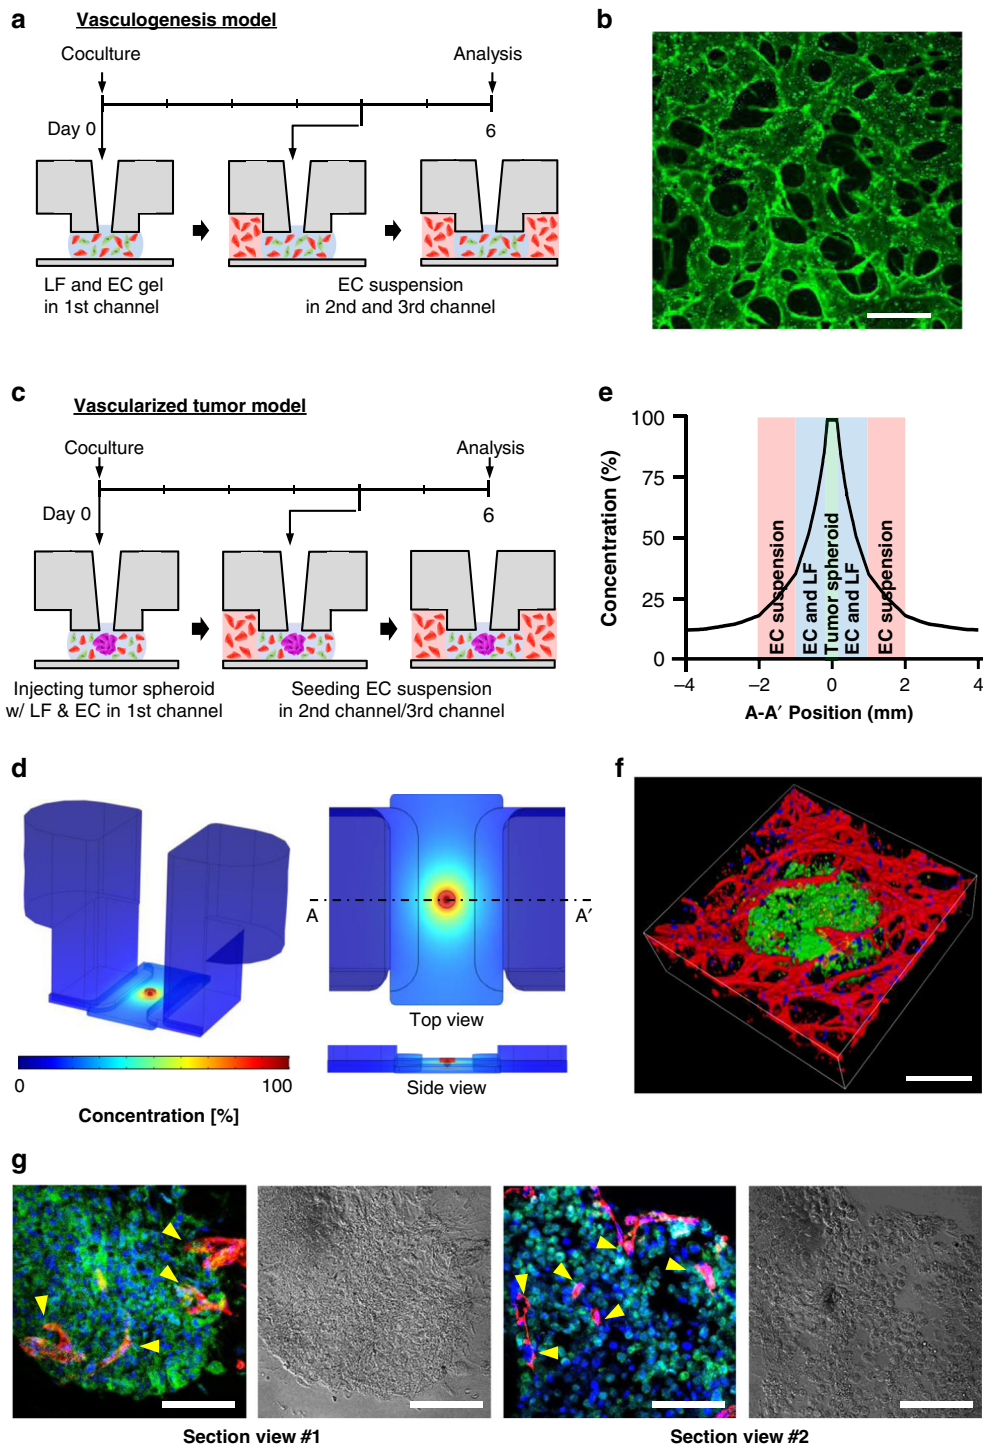 a
Vasculogenesis model
Coculture
Analysis
Day 0
6
LF and EC gel
in 1st channel
EC suspension
in 2nd and 3rd channel
b
c
Vascularized tumor model
Coculture
Analysis
Day 0
6
Injecting tumor spheroid
w/ LF & EC in 1st channel
Seeding EC suspension
in 2nd channel/3rd channel
e
Concentration (%)
100
75
50
25
0
EC suspension
EC and LF
Tumor spheroid
EC and LF
EC suspension
–4
–2
0
2
4
A-A′ Position (mm)
d
A
A′
Top view
Side view
0
100
Concentration [%]
f
g
Section view #1
Section view #2